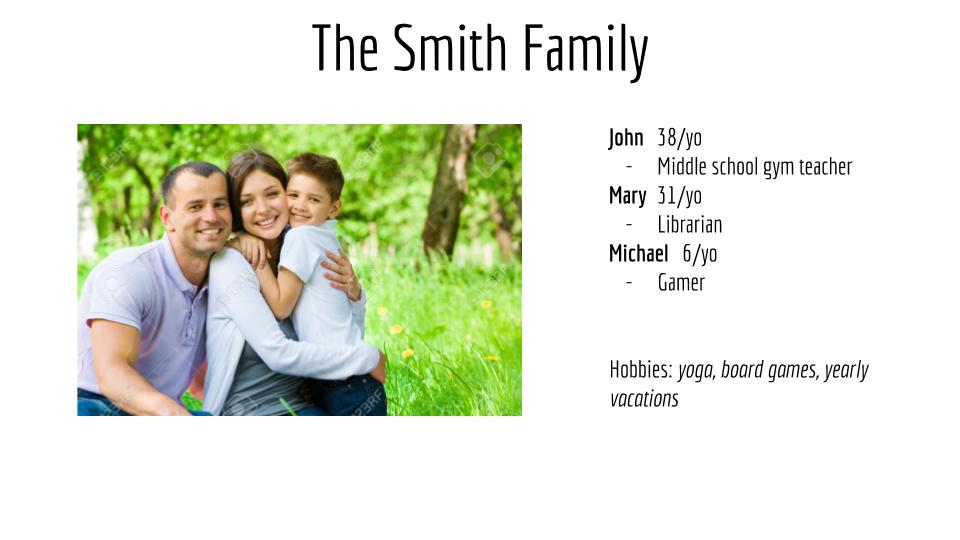 The Smith Family
John 38/yo
- Middle school gym teacher
Mary 31/yo
- Librarian
Michael 6/yo
- Gamer
Hobbies: yoga, board games, yearly
vacations